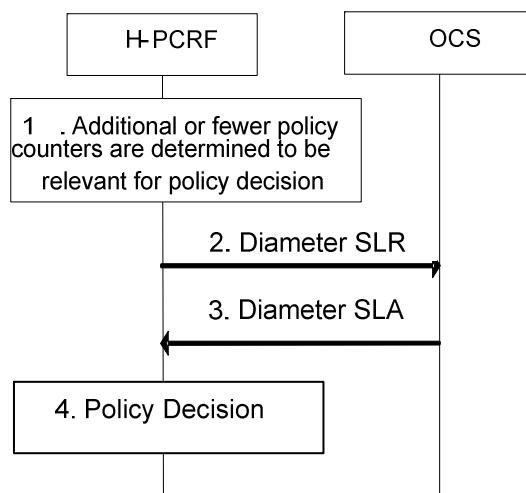 H-PCRF
OCS
1 . Additional or fewer policy
counters are determined to be
relevant for policy decision
2. Diameter SLR
3. Diameter SLA
4. Policy Decision